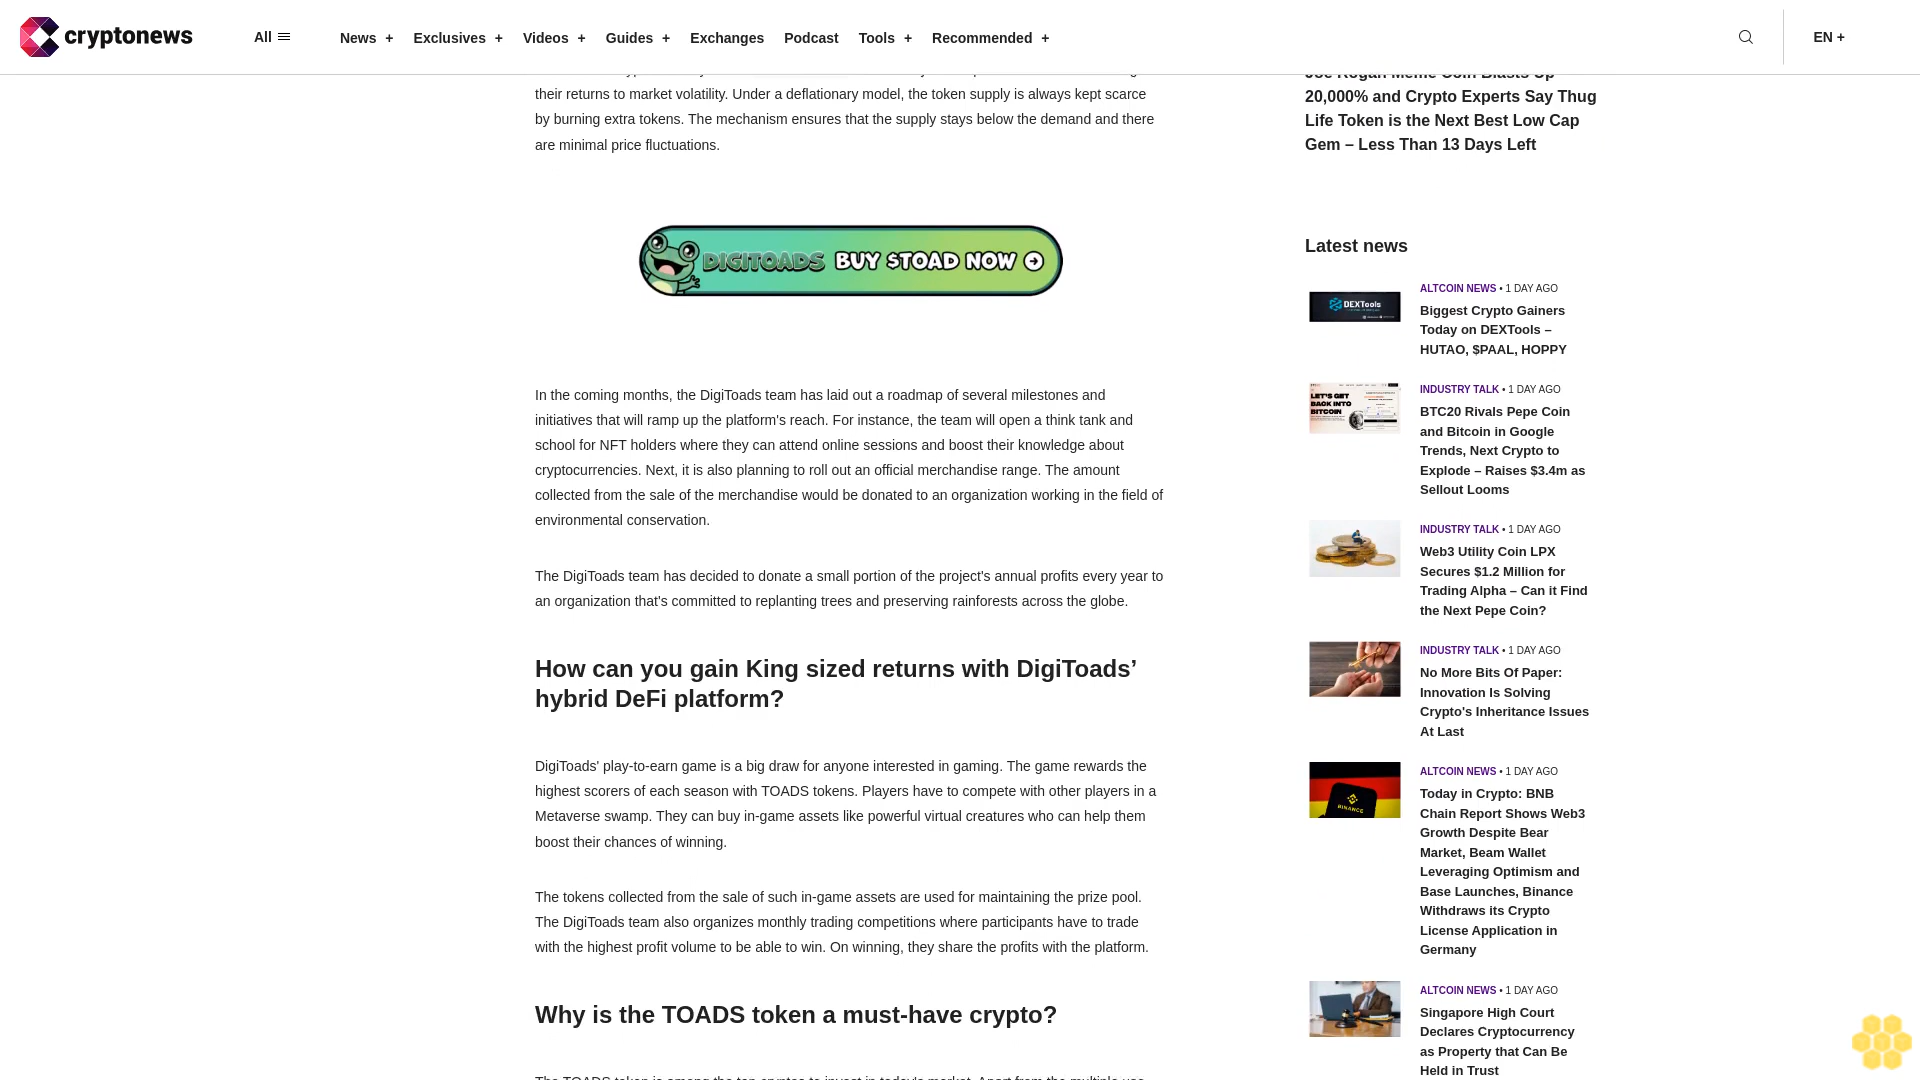 cryptonews
All
News +
Exclusives +
Videos +
Guides +
Exchanges
Podcast
Tools +
Recommended +
EN +
their returns to market volatility. Under a deflationary model, the token supply is always kept scarce
by burning extra tokens. The mechanism ensures that the supply stays below the demand and there
are minimal price fluctuations.
DIGITOADS BUY $TOAD NOW
In the coming months, the DigiToads team has laid out a roadmap of several milestones and
initiatives that will ramp up the platform's reach. For instance, the team will open a think tank and
school for NFT holders where they can attend online sessions and boost their knowledge about
cryptocurrencies. Next, it is also planning to roll out an official merchandise range. The amount
collected from the sale of the merchandise would be donated to an organization working in the field of
environmental conservation.
The DigiToads team has decided to donate a small portion of the project's annual profits every year to
an organization that's committed to replanting trees and preserving rainforests across the globe.
How can you gain King sized returns with DigiToads’
hybrid DeFi platform?
DigiToads' play-to-earn game is a big draw for anyone interested in gaming. The game rewards the
highest scorers of each season with TOADS tokens. Players have to compete with other players in a
Metaverse swamp. They can buy in-game assets like powerful virtual creatures who can help them
boost their chances of winning.
The tokens collected from the sale of such in-game assets are used for maintaining the prize pool.
The DigiToads team also organizes monthly trading competitions where participants have to trade
with the highest profit volume to be able to win. On winning, they share the profits with the platform.
Why is the TOADS token a must-have crypto?
Joe Rogan Meme Coin Blasts Up
20,000% and Crypto Experts Say Thug
Life Token is the Next Best Low Cap
Gem – Less Than 13 Days Left
Latest news
DEXTools
ALTCOIN NEWS • 1 DAY AGO
Biggest Crypto Gainers
Today on DEXTools –
HUTAO, $PAAL, HOPPY
LET'S GET
BACK INTO
BITCOIN
INDUSTRY TALK • 1 DAY AGO
BTC20 Rivals Pepe Coin
and Bitcoin in Google
Trends, Next Crypto to
Explode – Raises $3.4m as
Sellout Looms
INDUSTRY TALK • 1 DAY AGO
Web3 Utility Coin LPX
Secures $1.2 Million for
Trading Alpha – Can it Find
the Next Pepe Coin?
INDUSTRY TALK • 1 DAY AGO
No More Bits Of Paper:
Innovation Is Solving
Crypto's Inheritance Issues
At Last
BINANCE
ALTCOIN NEWS • 1 DAY AGO
Today in Crypto: BNB
Chain Report Shows Web3
Growth Despite Bear
Market, Beam Wallet
Leveraging Optimism and
Base Launches, Binance
Withdraws its Crypto
License Application in
Germany
ALTCOIN NEWS • 1 DAY AGO
Singapore High Court
Declares Cryptocurrency
as Property that Can Be
Held in Trust